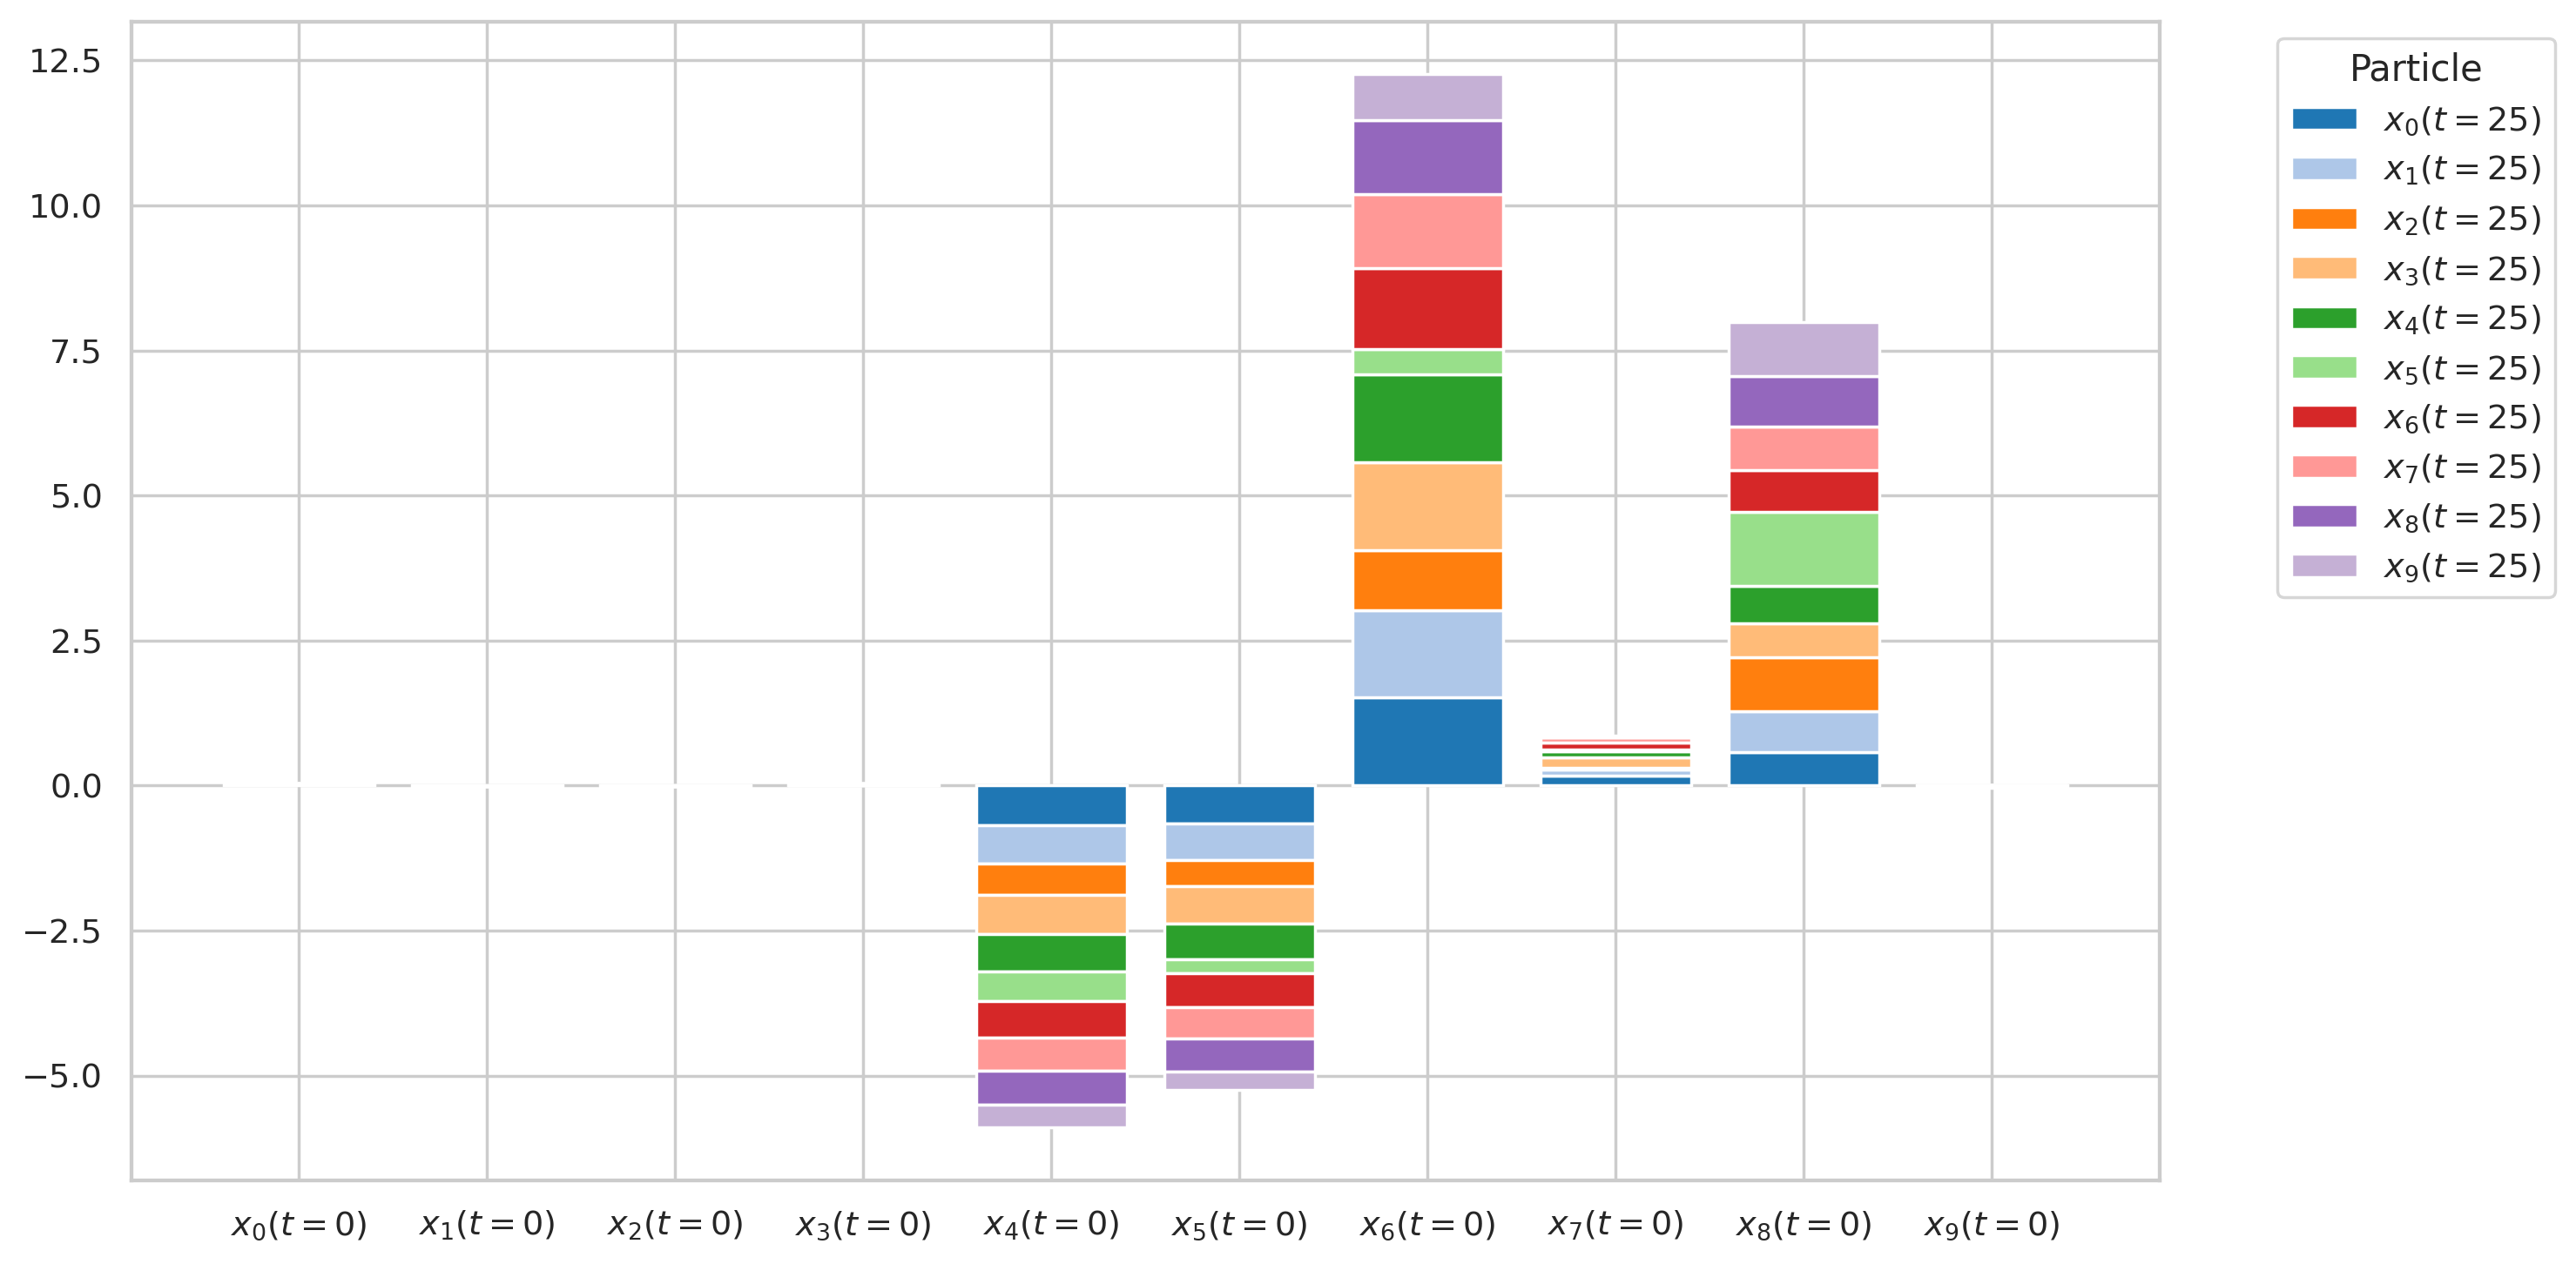 12.5
10.0
7.5
5.0
2.5
0.0
−2.5
−5.0
x₀(t = 0) x₁(t = 0) x₂(t = 0) x₃(t = 0) x₄(t = 0) x₅(t = 0) x₆(t = 0) x₇(t = 0) x₈(t = 0) x₉(t = 0)
Particle
x₀(t = 25)
x₁(t = 25)
x₂(t = 25)
x₃(t = 25)
x₄(t = 25)
x₅(t = 25)
x₆(t = 25)
x₇(t = 25)
x₈(t = 25)
x₉(t = 25)